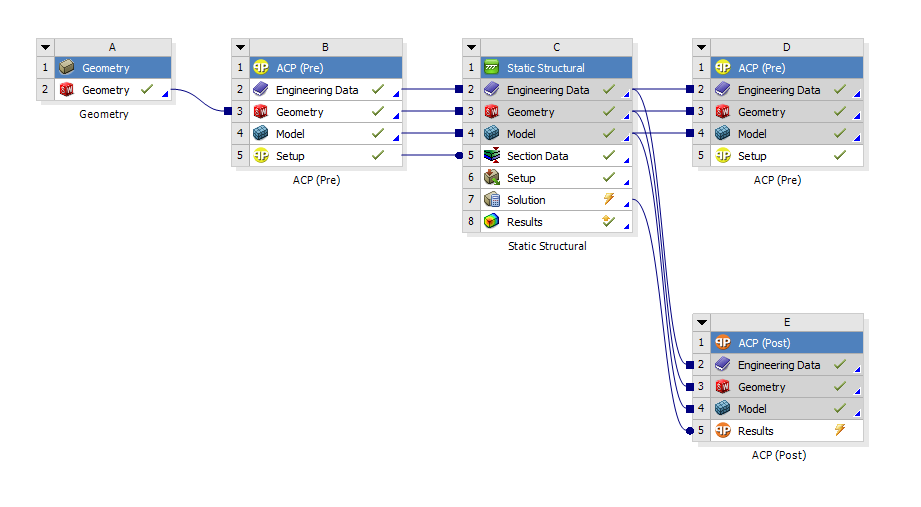 A
1 Geometry
2 Geometry
Geometry
B
1 ACP (Pre)
2 Engineering Data
3 Geometry
4 Model
5 Setup
ACP (Pre)
C
1 Static Structural
2 Engineering Data
3 Geometry
4 Model
5 Section Data
6 Setup
7 Solution
8 Results
Static Structural
D
1 ACP (Pre)
2 Engineering Data
3 Geometry
4 Model
5 Setup
ACP (Pre)
E
1 ACP (Post)
2 Engineering Data
3 Geometry
4 Model
5 Results
ACP (Post)